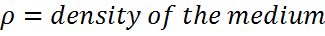 ρ = density of the medium